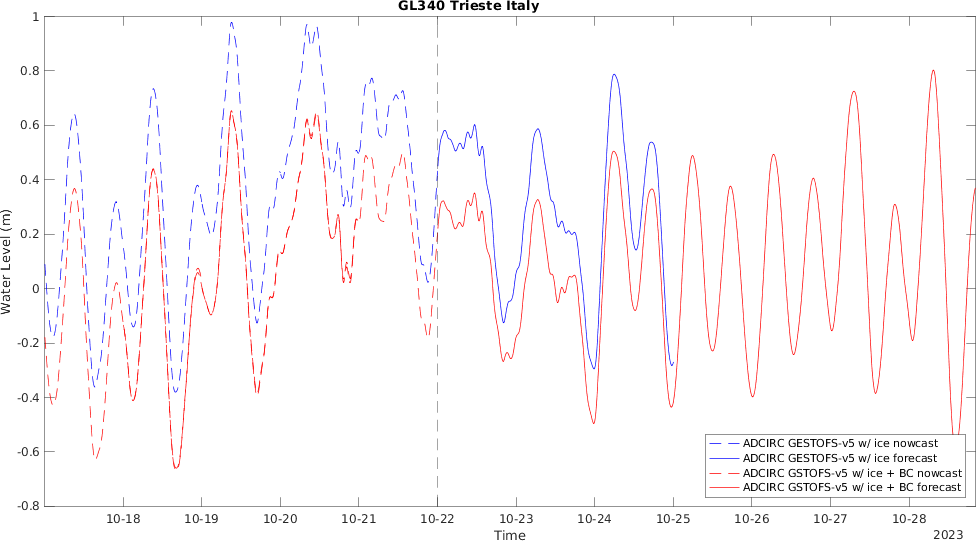 GL340 Trieste Italy
Water Level (m)
1
0.8
0.6
0.4
0.2
0
-0.2
-0.4
-0.6
-0.8
10-18 10-19 10-20 10-21 10-22 10-23 10-24 10-25 10-26 10-27 10-28
Time
2023
ADCIRC GESTOFS-v5 w/ ice nowcast
ADCIRC GESTOFS-v5 w/ ice forecast
ADCIRC GSTOFS-v5 w/ ice + BC nowcast
ADCIRC GSTOFS-v5 w/ ice + BC forecast